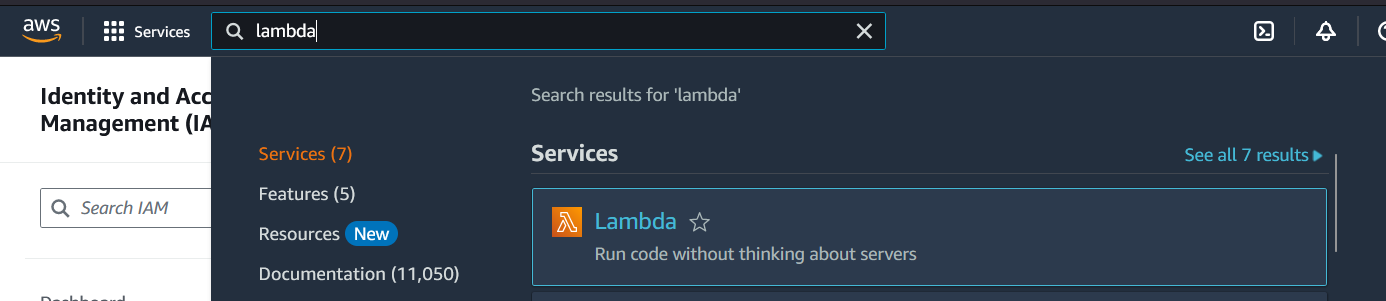 aws
Services
lambda
Identity and Acc
Management (IA
Search IAM
Dashboard
Search results for 'lambda'
Services (7)
Features (5)
Resources New
Documentation (11,050)
Services
See all 7 results
Lambda
Run code without thinking about servers